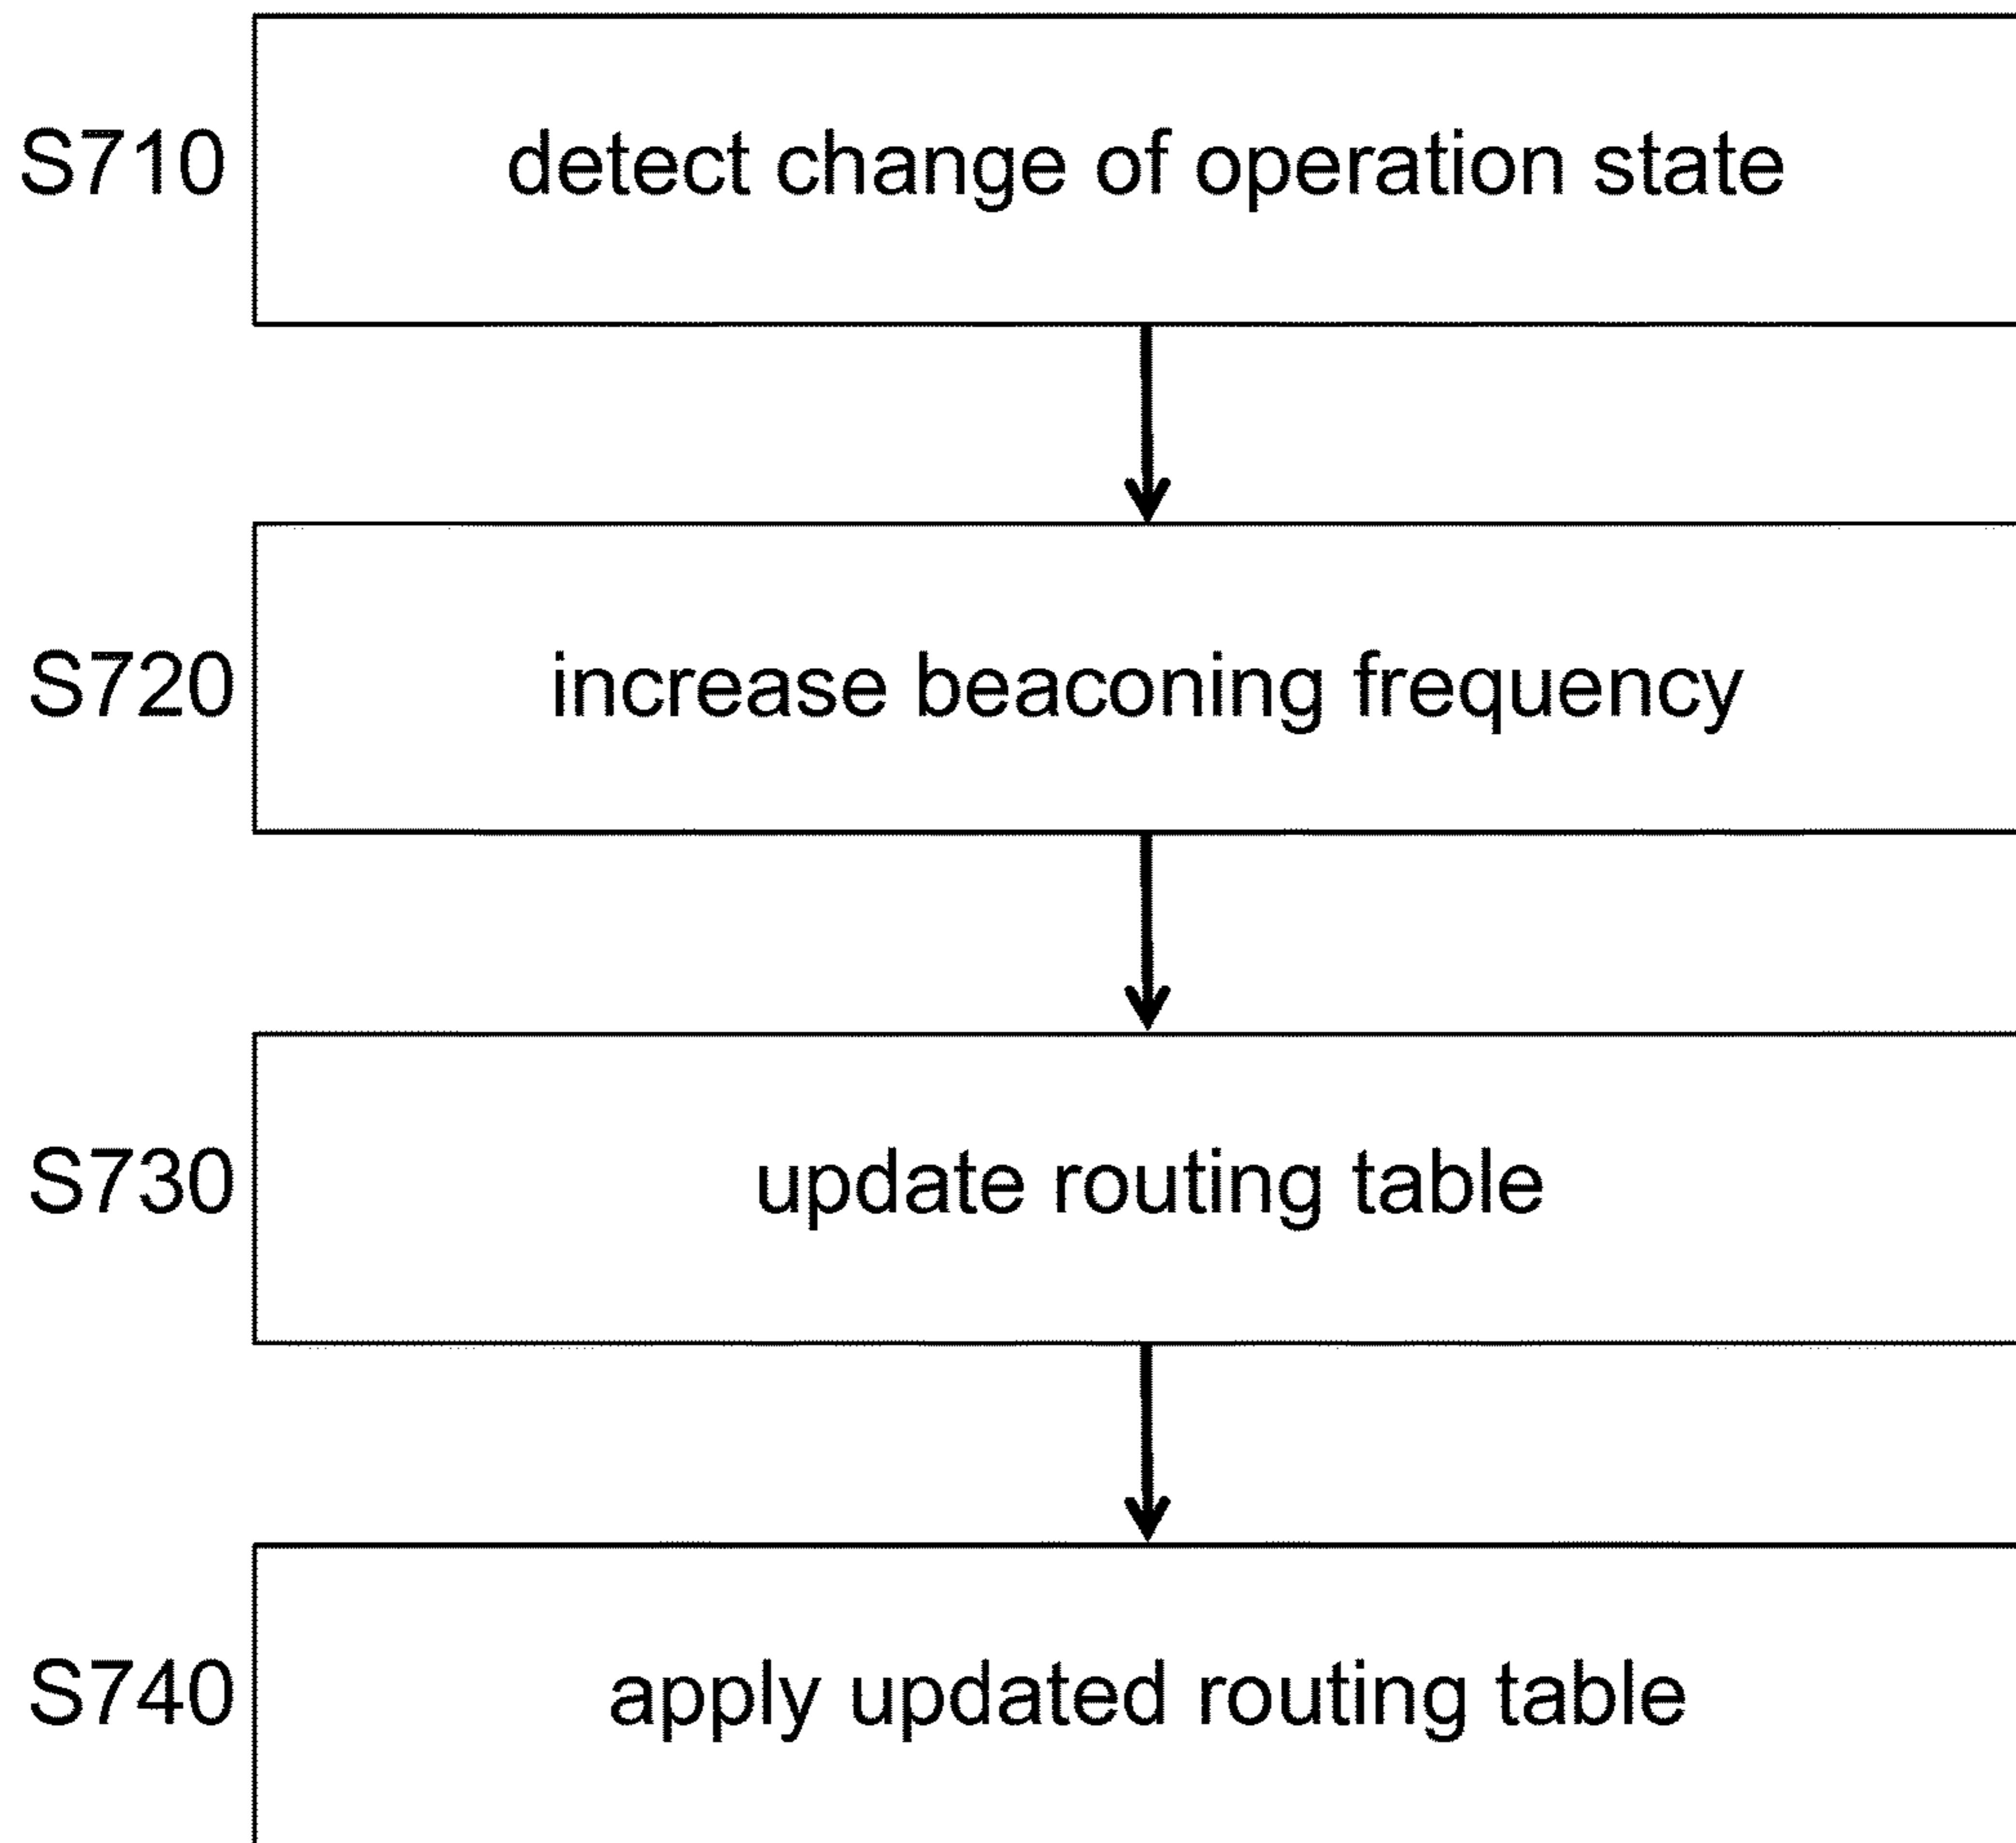 S710 detect change of operation state
S720 increase beaconing frequency
S730 update routing table
S740 apply updated routing table